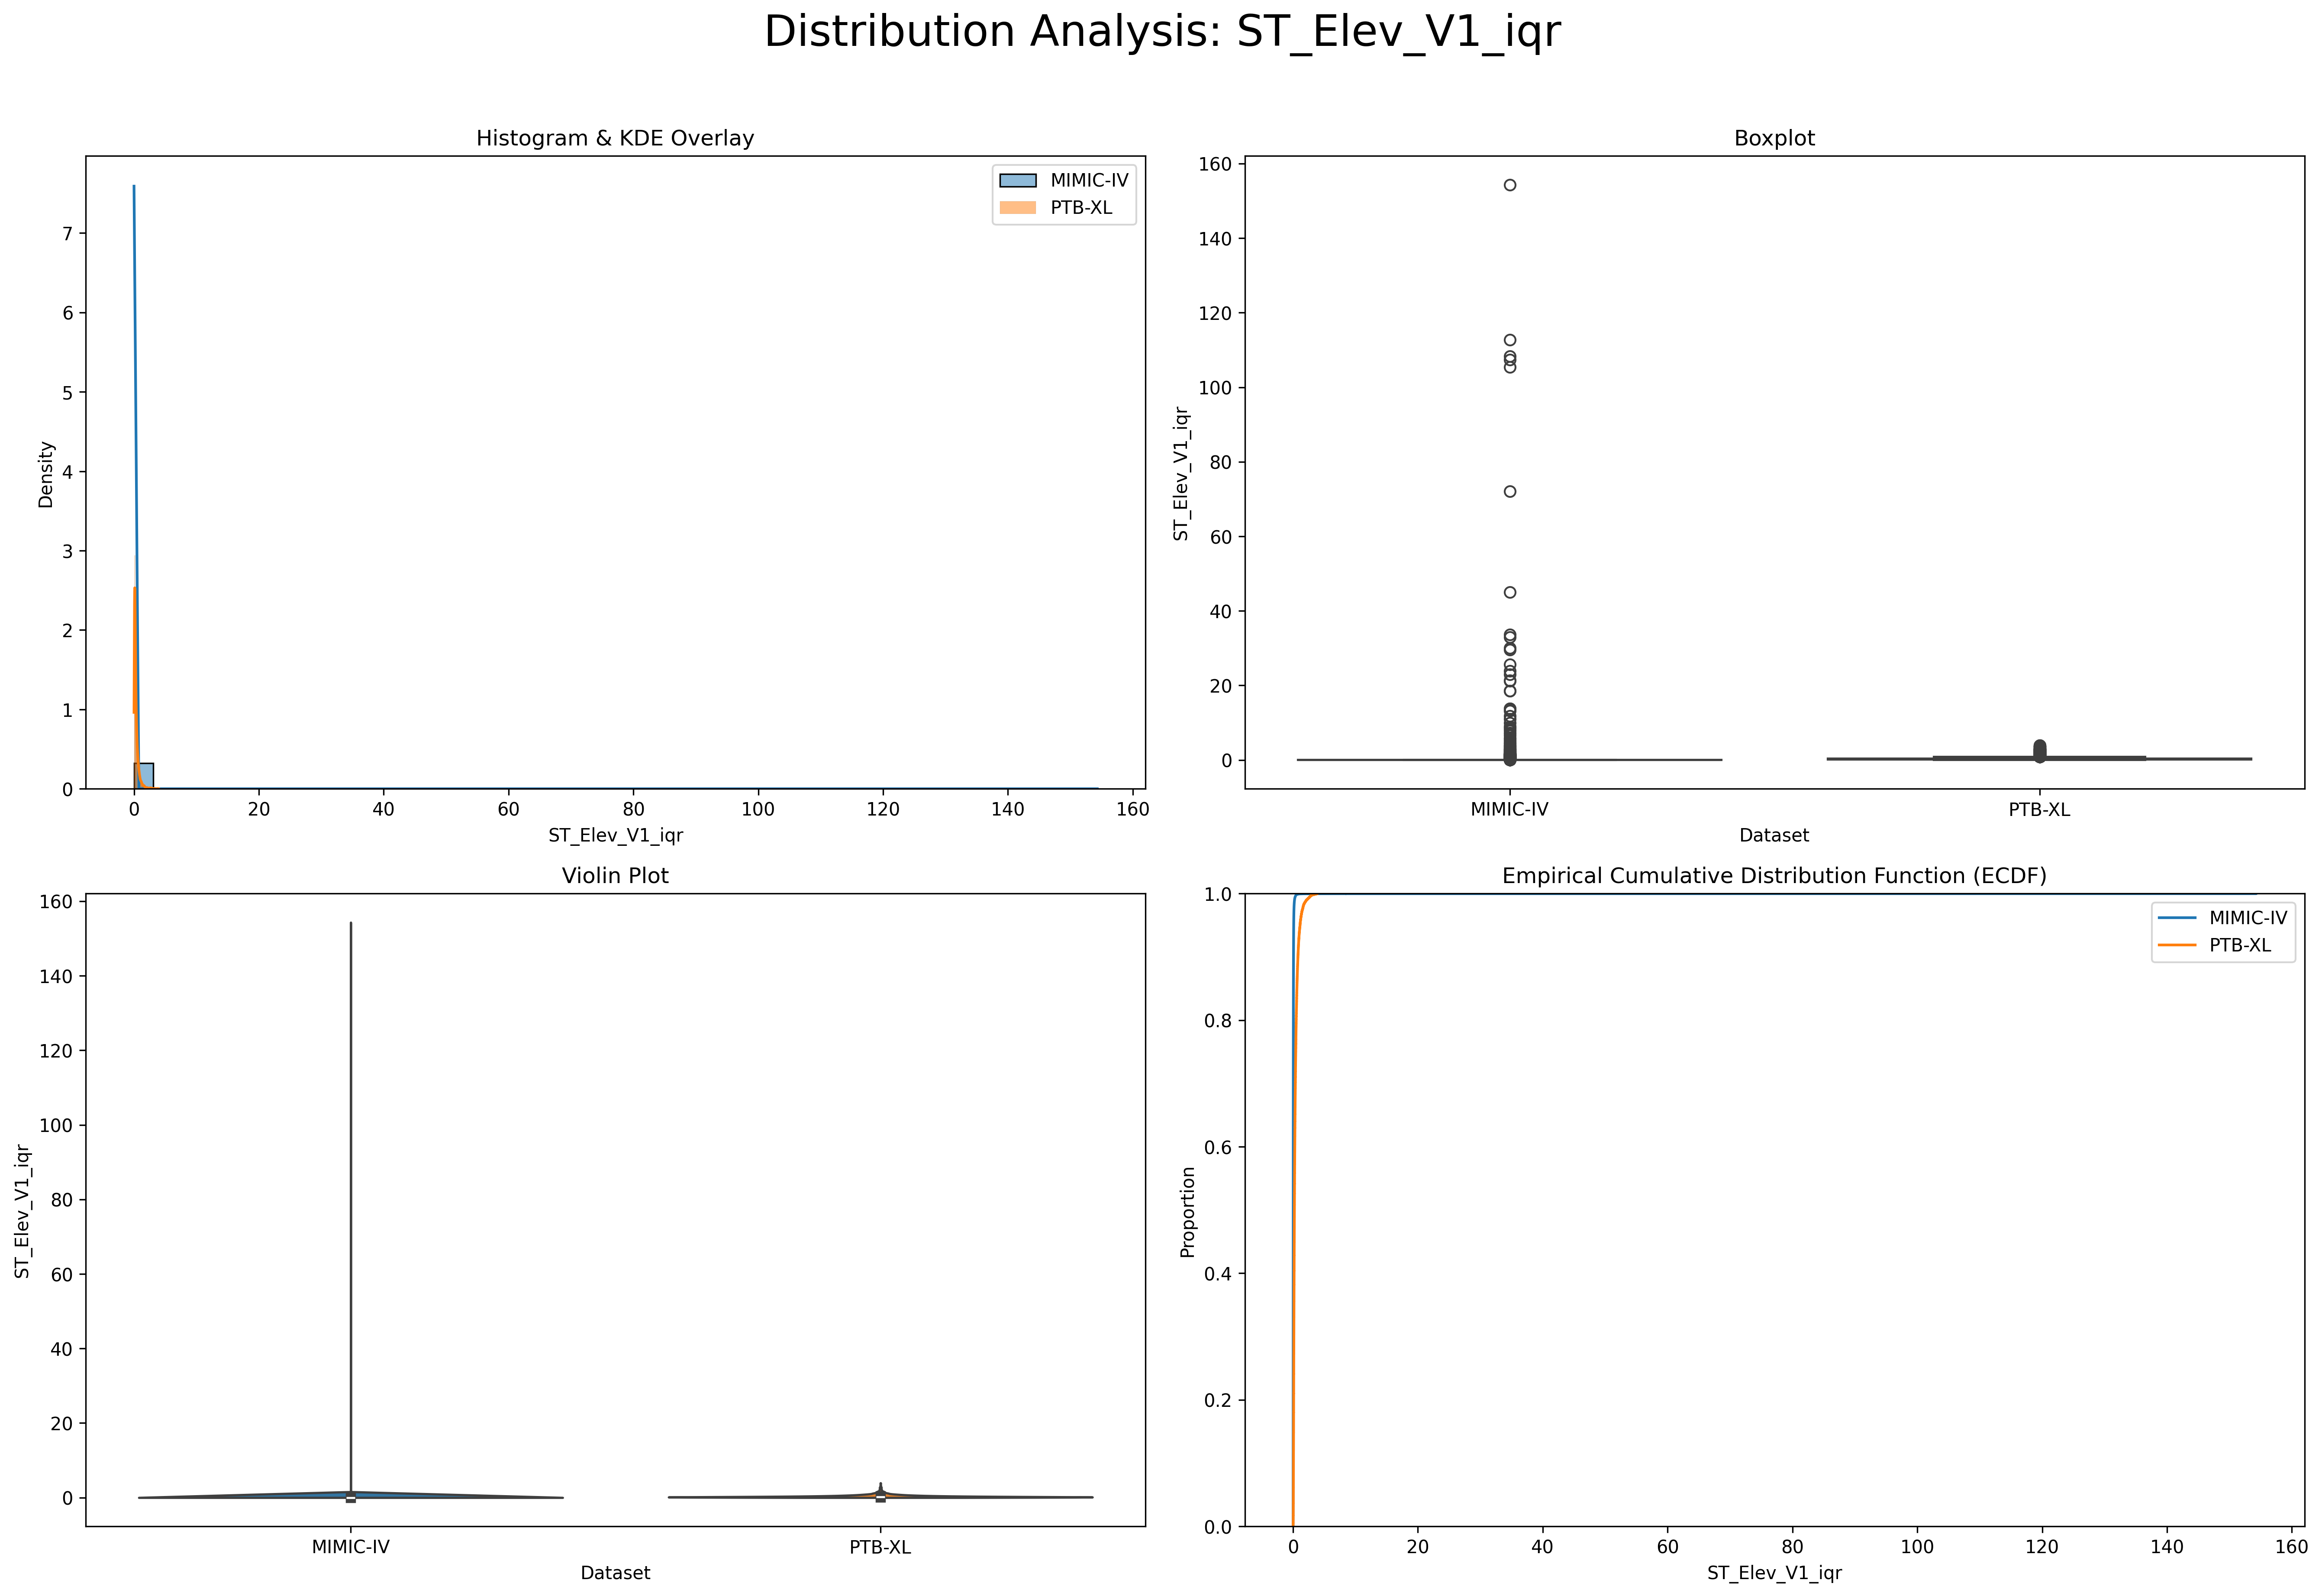 Distribution Analysis: ST_Elev_V1_iqr
Histogram & KDE Overlay
MIMIC-IV
PTB-XL
Density
7
6
5
4
3
2
1
0
0 20 40 60 80 100 120 140 160
ST_Elev_V1_iqr
Boxplot
ST_Elev_V1_iqr
160
140
120
100
80
60
40
20
0
MIMIC-IV PTB-XL
Dataset
Violin Plot
ST_Elev_V1_iqr
160
140
120
100
80
60
40
20
0
MIMIC-IV PTB-XL
Dataset
Empirical Cumulative Distribution Function (ECDF)
MIMIC-IV
PTB-XL
Proportion
1.0
0.8
0.6
0.4
0.2
0.0
0 20 40 60 80 100 120 140 160
ST_Elev_V1_iqr